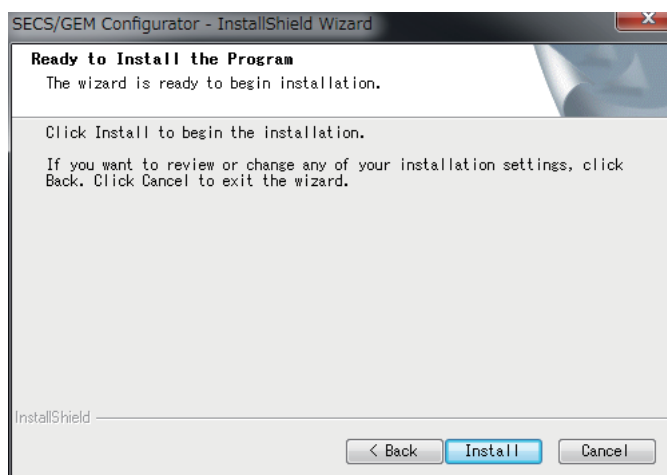 SECS/GEM Configurator - InstallShield Wizard
Ready to Install the Program
The wizard is ready to begin installation.
Click Install to begin the installation.
If you want to review or change any of your installation settings, click
Back. Click Cancel to exit the wizard.
InstallShield
< Back Install Cancel